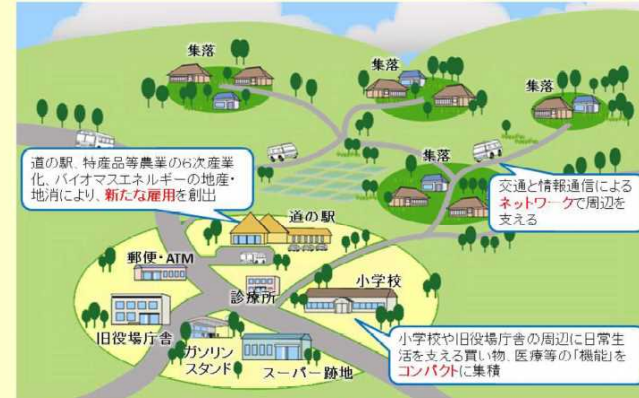 集落
集落
集落
集落
道の駅、特産品等農業の6次産業
化、バイオマスエネルギーの地産・
地消により、新たな雇用を創出
交通と情報通信による
ネットワークで周辺を
支える
道の駅
郵便・ATM
診療所
小学校
旧役場庁舎
ガソリン
スタンド
スーパー跡地
小学校や旧役場庁舎の周辺に日常生
活を支える買い物、医療等の「機能」を
コンパクトに集積